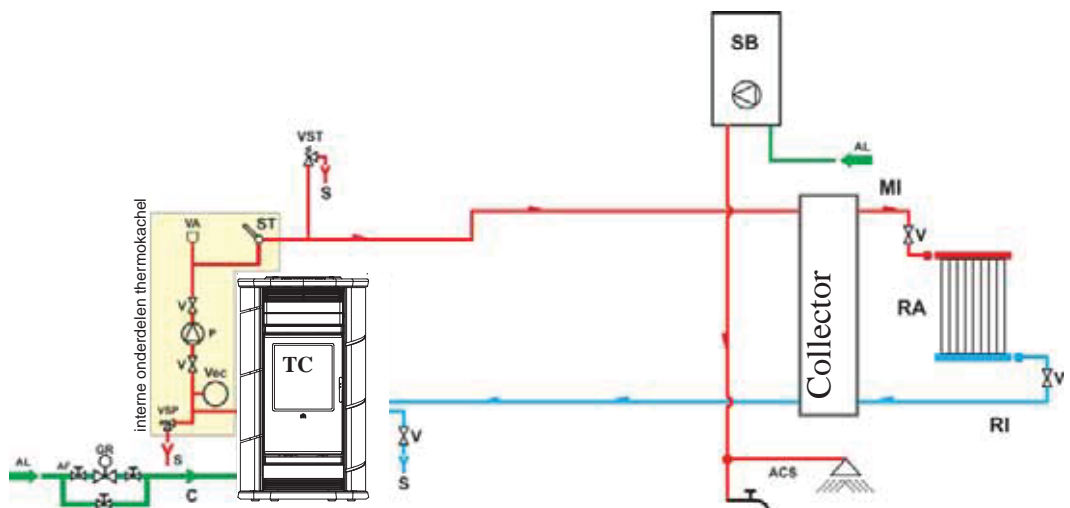 SB
VST
AL
S
MI
VA
ST
V
interne onderdelen thermokachel
V
P
RA
Collector
V
TC
Vec
V
VSP
V
RI
GR
S
AL
AF
S
ACS
C